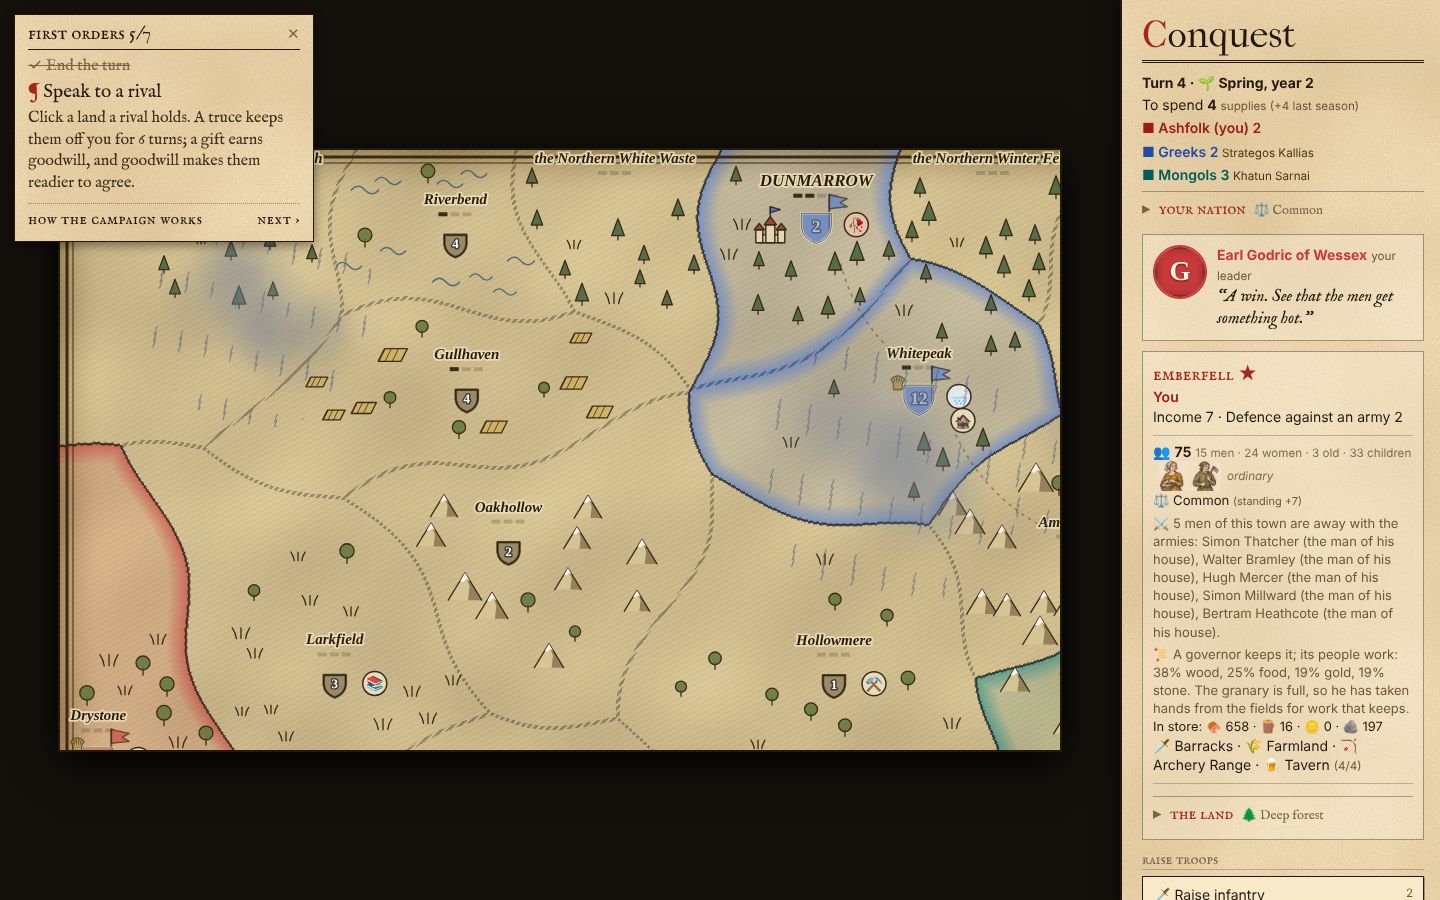 FIRST ORDERS 5/7
×
✓ End the turn
¶ Speak to a rival
Click a land a rival holds. A truce keeps
them off you for 6 turns; a gift earns
goodwill, and goodwill makes them
readier to agree.
HOW THE CAMPAIGN WORKS
NEXT ›
h
the Northern White Waste
the Northern Winter Fe
Riverbend
4
DUNMARROW
2
Gullhaven
4
Whitepeak
12
Oakhollow
2
Am
Larkfield
3
Hollowmere
1
Drystone
Conquest
Turn 4 · Spring, year 2
To spend 4 supplies (+4 last season)
Ashfolk (you) 2
Greeks 2 Strategos Kallias
Mongols 3 Khatun Sarnai
▶ YOUR NATION Common
G
Earl Godric of Wessex your
leader
“A win. See that the men get
something hot.”
EMBERFELL ★
You
Income 7 · Defence against an army 2
75 15 men · 24 women · 3 old · 33 children
ordinary
Common (standing +7)
5 men of this town are away with the
armies: Simon Thatcher (the man of his
house), Walter Bramley (the man of his
house), Hugh Mercer (the man of his
house), Simon Millward (the man of his
house), Bertram Heathcote (the man of
his house).
A governor keeps it; its people work:
38% wood, 25% food, 19% gold, 19%
stone. The granary is full, so he has taken
hands from the fields for work that keeps.
In store: 658 · 16 · 0 · 197
Barracks · Farmland ·
Archery Range · Tavern (4/4)
▶ THE LAND Deep forest
RAISE TROOPS
Raise infantry 2